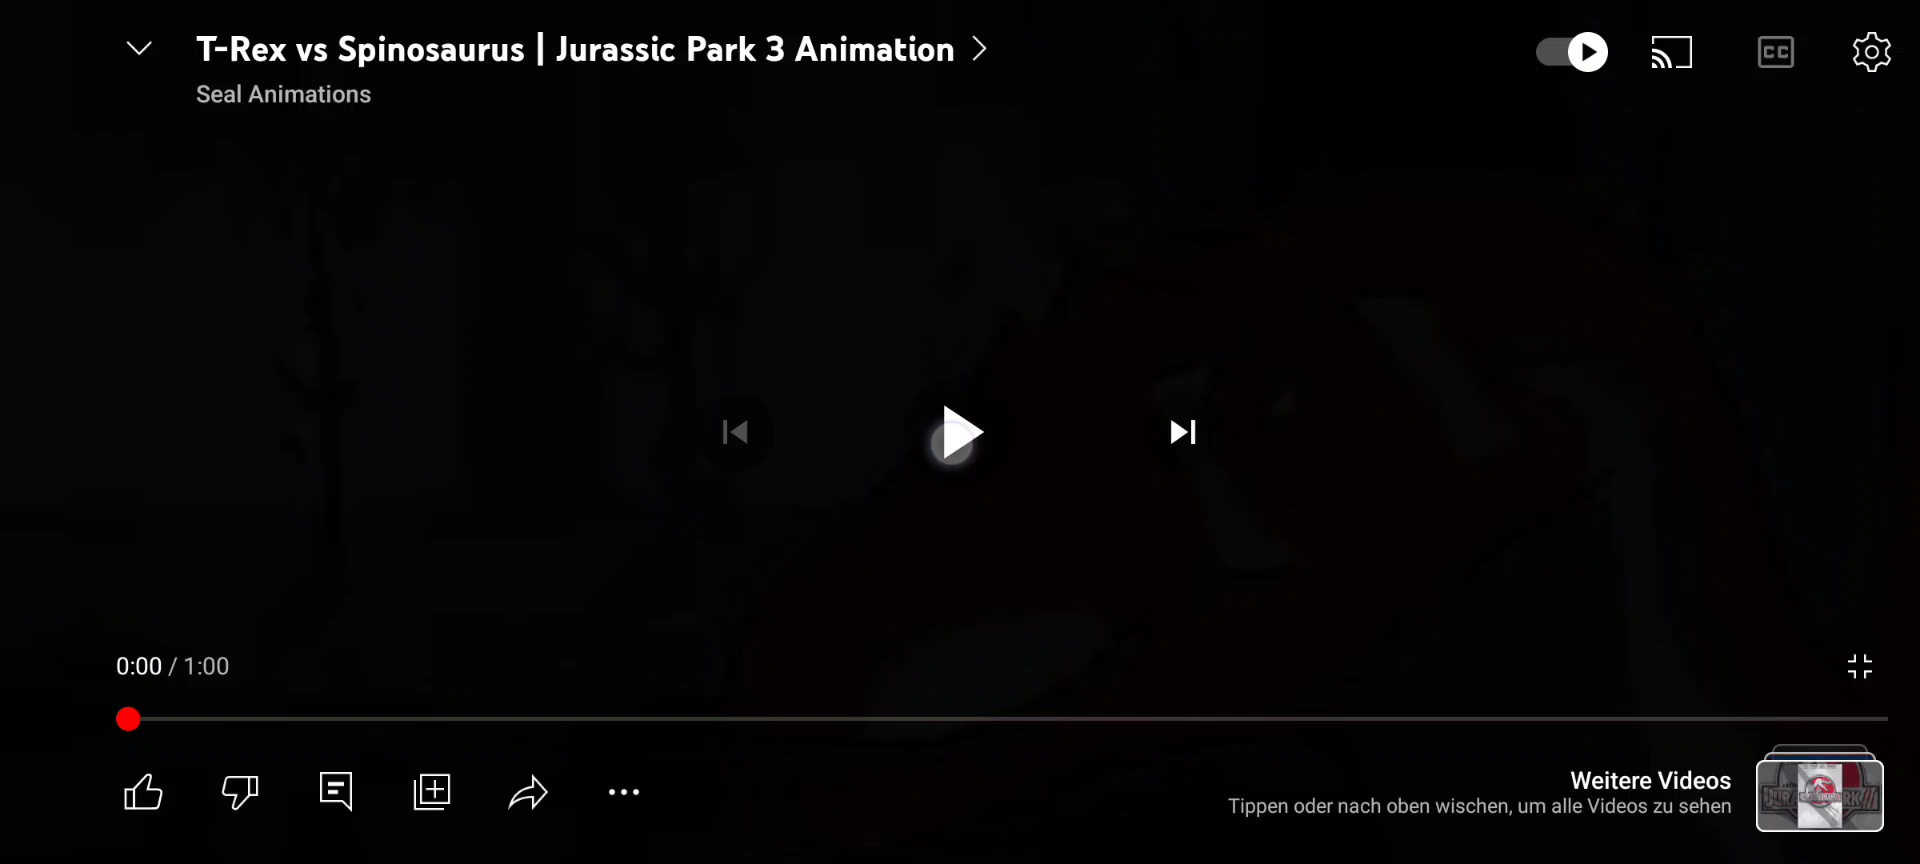 T-Rex vs Spinosaurus | Jurassic Park 3 Animation
Seal Animations
CC
0:00 / 1:00
Weitere Videos
Tippen oder nach oben wischen, um alle Videos zu sehen